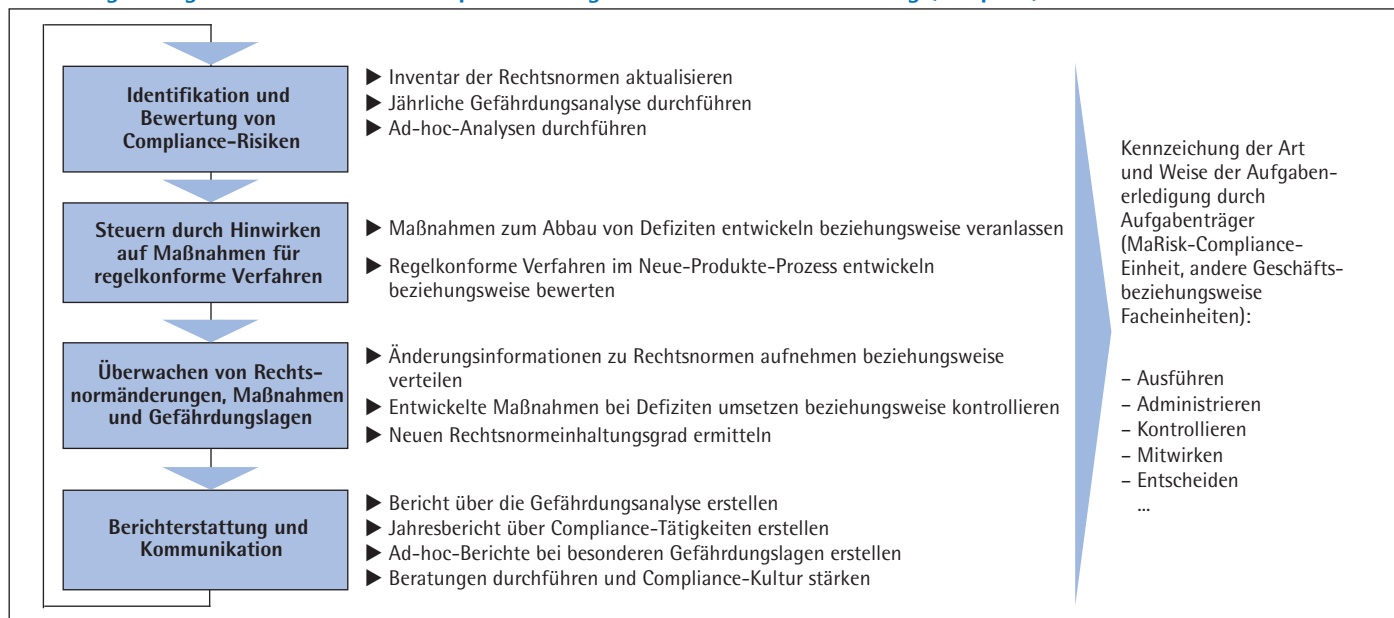 Identifikation und
Bewertung von
Compliance-Risiken
▶ Inventar der Rechtsnormen aktualisieren
▶ Jährliche Gefährdungsanalyse durchführen
▶ Ad-hoc-Analysen durchführen
Steuern durch Hinwirken
auf Maßnahmen für
regelkonforme Verfahren
▶ Maßnahmen zum Abbau von Defiziten entwickeln beziehungsweise veranlassen
▶ Regelkonforme Verfahren im Neue-Produkte-Prozess entwickeln
beziehungsweise bewerten
Überwachen von Rechts-
normänderungen, Maßnahmen
und Gefährdungslagen
▶ Änderungsinformationen zu Rechtsnormen aufnehmen beziehungsweise
verteilen
▶ Entwickelte Maßnahmen bei Defiziten umsetzen beziehungsweise kontrollieren
▶ Neuen Rechtsnormeinhaltungsgrad ermitteln
Berichterstattung und
Kommunikation
▶ Bericht über die Gefährdungsanalyse erstellen
▶ Jahresbericht über Compliance-Tätigkeiten erstellen
▶ Ad-hoc-Berichte bei besonderen Gefährdungslagen erstellen
▶ Beratungen durchführen und Compliance-Kultur stärken
Kennzeichung der Art
und Weise der Aufgaben-
erledigung durch
Aufgabenträger
(MaRisk-Compliance-
Einheit, andere Geschäfts-
beziehungsweise
Facheinheiten):
– Ausführen
– Administrieren
– Kontrollieren
– Mitwirken
– Entscheiden
...